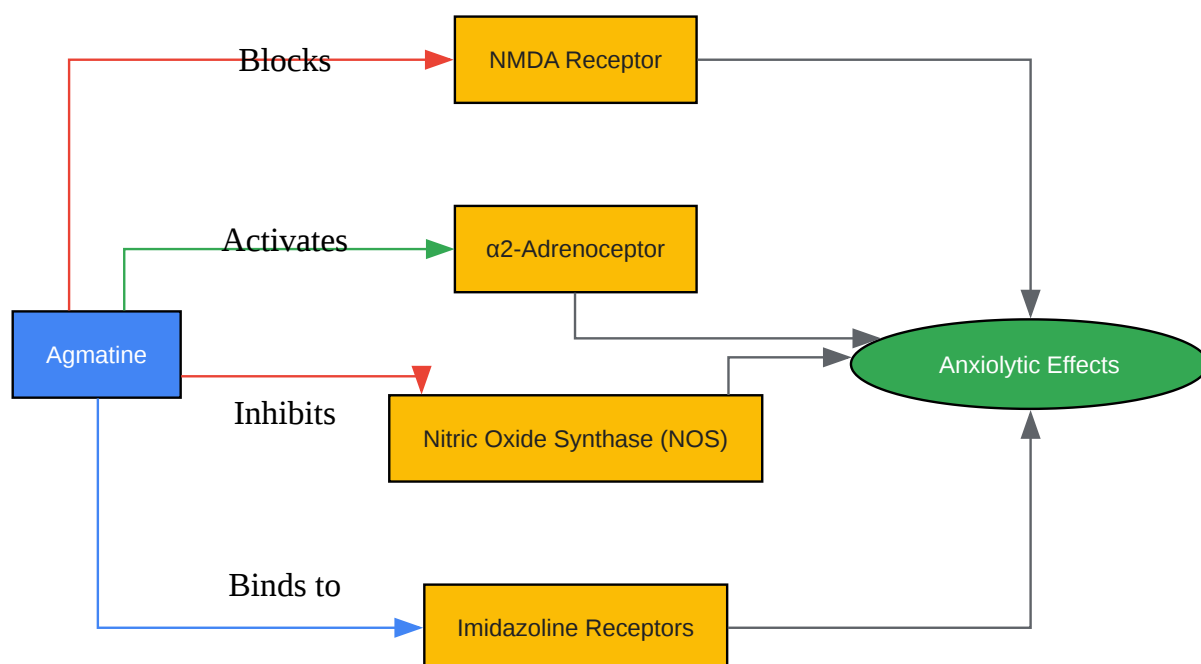 Blocks
NMDA Receptor
Activates
α2-Adrenoceptor
Agmatine
Anxiolytic Effects
Inhibits
Nitric Oxide Synthase (NOS)
Binds to
Imidazoline Receptors